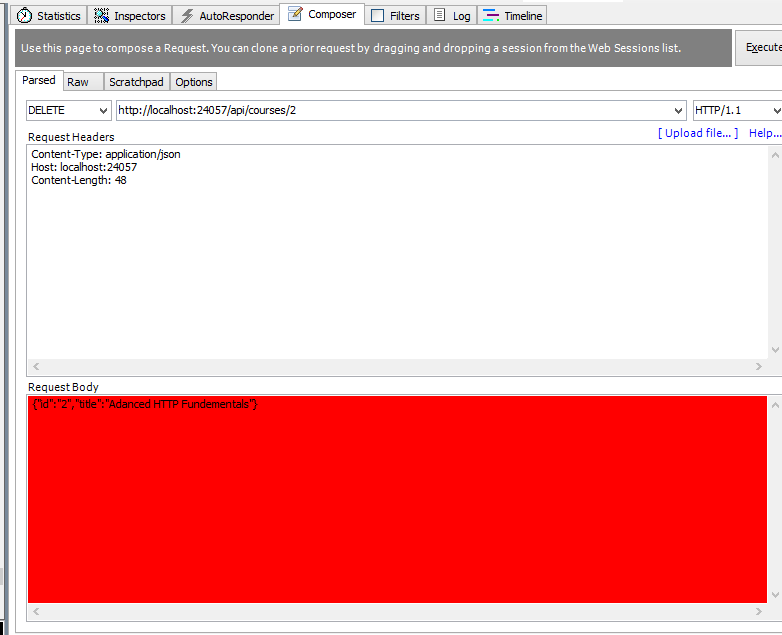 Statistics Inspectors AutoResponder Composer Filters Log Timeline
Use this page to compose a Request. You can clone a prior request by dragging and dropping a session from the Web Sessions list. Execute
Parsed Raw Scratchpad Options
DELETE http://localhost:24057/api/courses/2 HTTP/1.1
[ Upload file... ] Help...
Request Headers
Content-Type: application/json
Host: localhost:24057
Content-Length: 48
Request Body
{"id":"2","title":"Adanced HTTP Fundementals"}